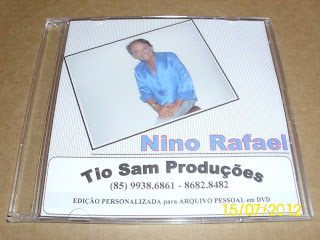 Nino Rafael
Tio Sam Produções
(85) 9938.6861 - 8682.8482
EDIÇÃO PERSONALIZADA para ARQUIVO PESSOAL em DVD
15/07/2012